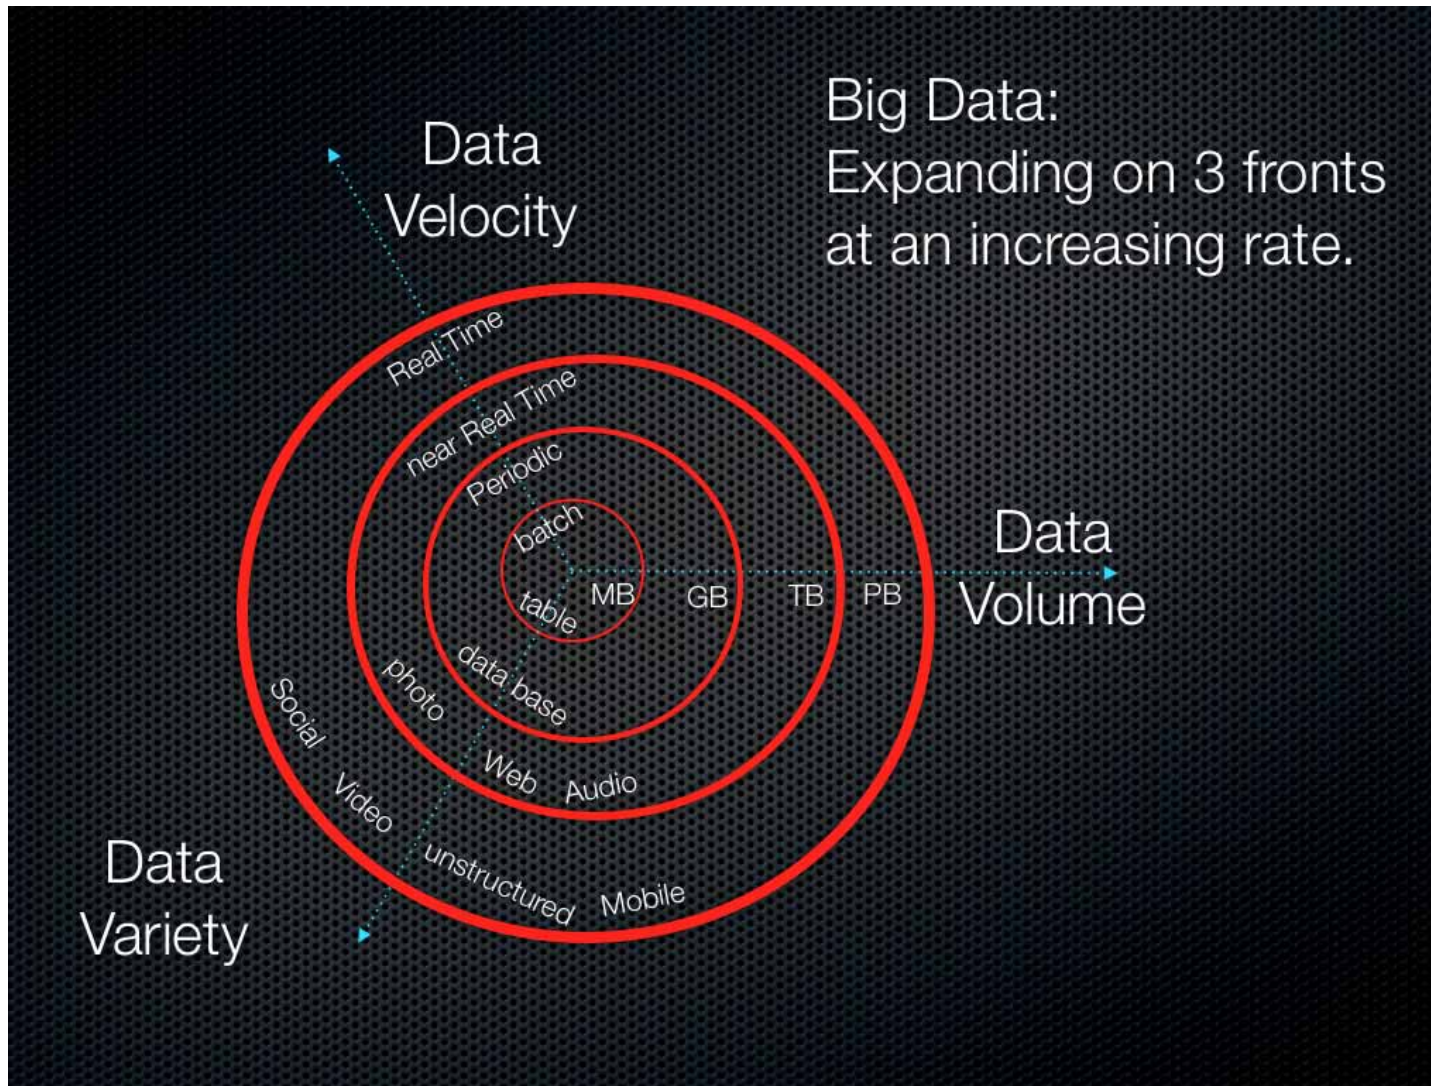 Big Data:
Expanding on 3 fronts
at an increasing rate.
Data
Velocity
Real Time
near Real Time
Periodic
batch
Data
Volume
MB
GB
TB
PB
table
data base
photo
Web
Audio
Social
Video
unstructured
Mobile
Data
Variety